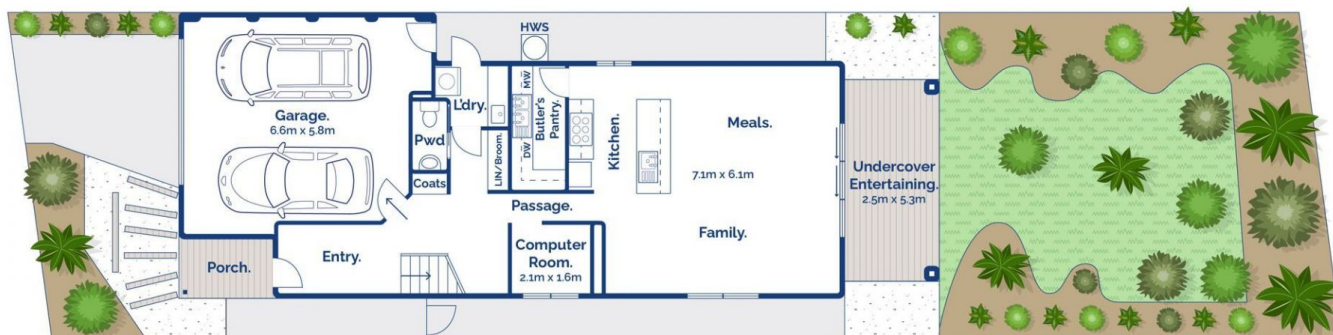 HWS
Garage.
6.6m x 5.8m
L'dry.
Pwd
Coats
LIN/Broom.
MW
DW
Butler's
Pantry.
Kitchen.
Meals.
7.1m x 6.1m
Family.
Undercover
Entertaining.
2.5m x 5.3m
Passage.
Computer
Room.
2.1m x 1.6m
Entry.
Porch.